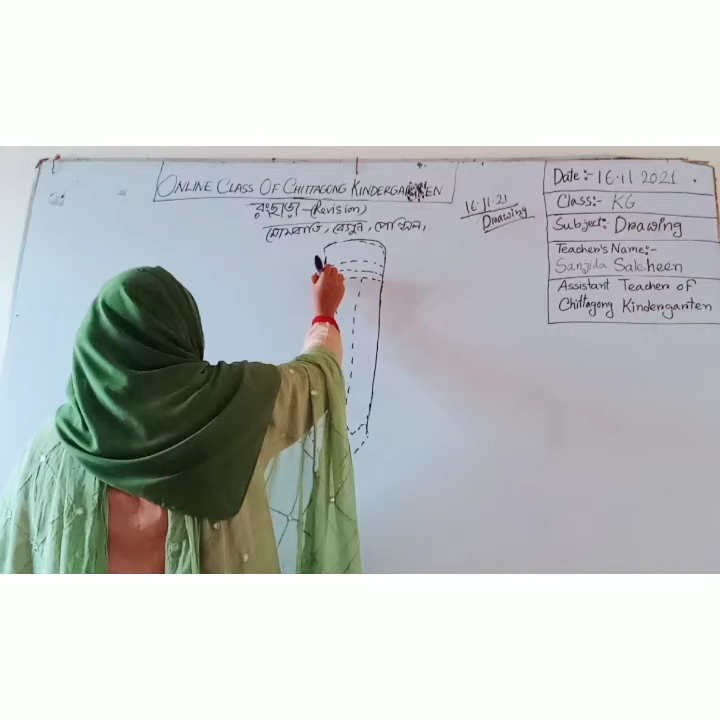 ONLINE CLASS OF CHITTAGONG KINDERGARTEN
রংছাড়া - (Revision)
মোমবাতি, বেলুন, পেন্সিল,
16.11.21
Drawing
Date:- 16.11 2021 .
Class:- KG
Subject:- Drawing
Teacher's Name:-
Sanjida Saleheen
Assistant Teacher of
Chittagong Kindergarten